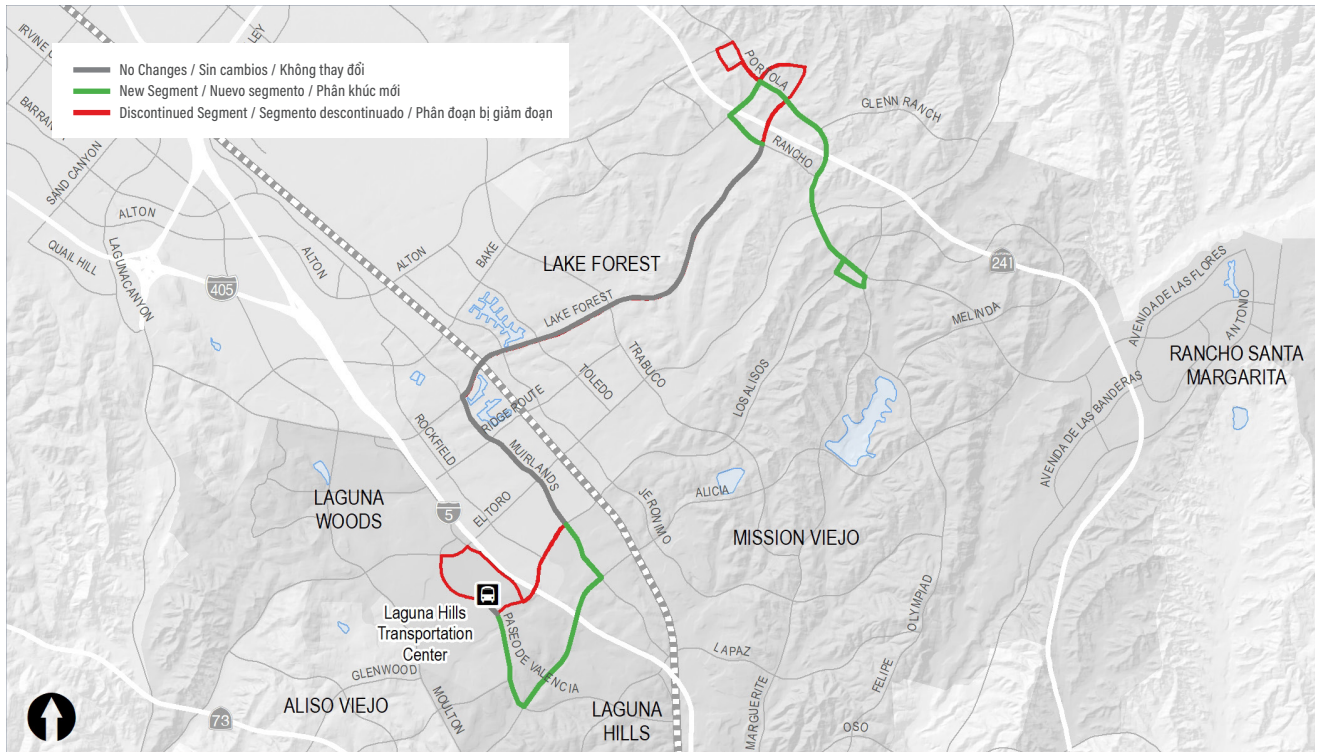 No Changes / Sin cambios / Không thay đổi
New Segment / Nuevo segmento / Phân khúc mới
Discontinued Segment / Segmento descontinuado / Phân đoạn bị giảm đoạn
PORTOLA
GLENN RANCH
RANCHO
IRVINE
BARRAN
SAND CANYON
ALTON
QUAIL HILL
LAGUNACANYON
ALTON
ALTON
BAKE
405
LAKE FOREST
241
LAKE FOREST
MELINDA
AVENIDA DE LAS FLORES
ANTONIO
RANCHO SANTA
MARGARITA
TRABUCO
TOLEDO
LOS ALISOS
AVENIDA DE LAS BANDERAS
RIDGE ROUTE
ROCKFIELD
MUIRLANDS
LAGUNA
WOODS
5
EL TORO
JERONIMO
ALICIA
MISSION VIEJO
Laguna Hills
Transportation
Center
PASEO DE VALENCIA
OLYMPIAD
LAPAZ
GLENWOOD
MOULTON
ALISO VIEJO
73
LAGUNA
HILLS
MARGUERITE
FELIPE
OSO